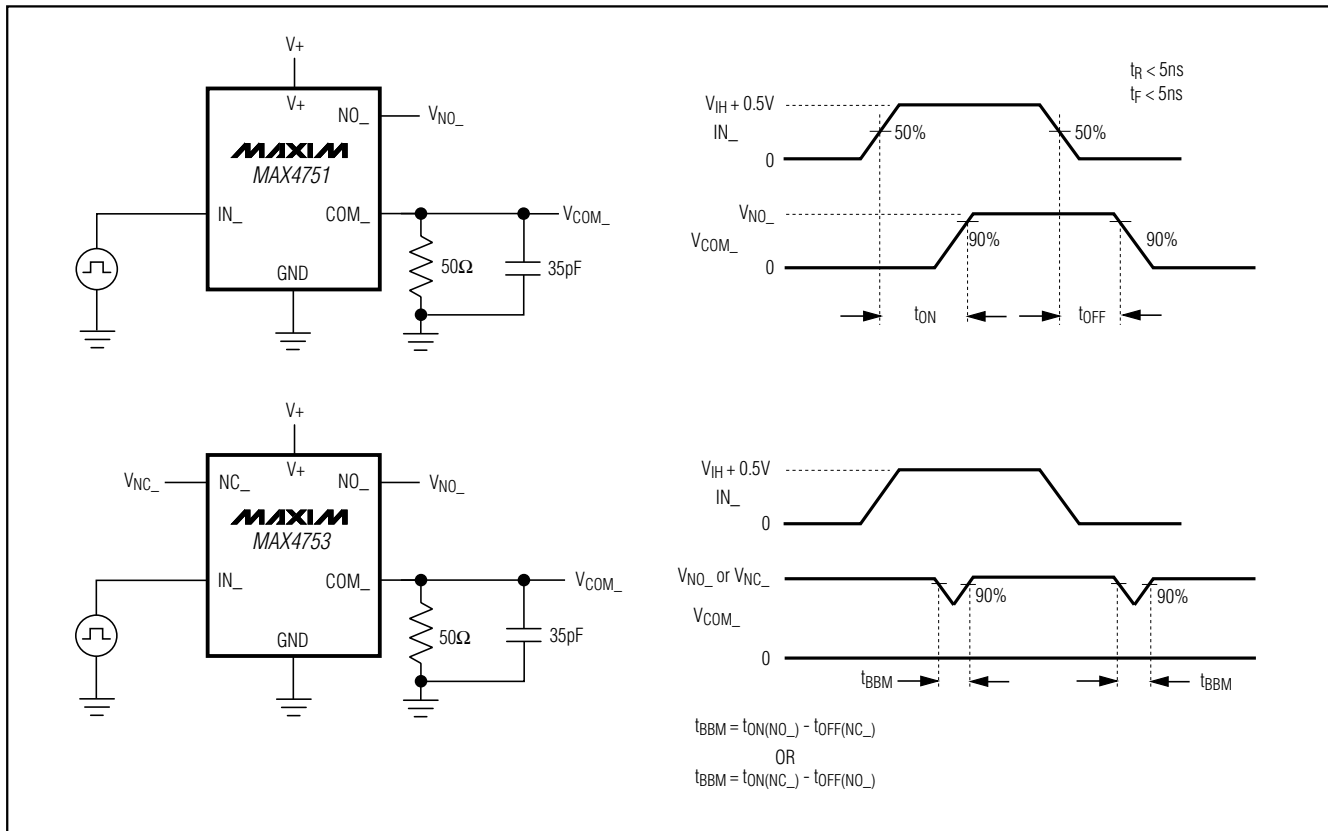 V+
V+
NO_
V_NO_
MAXIM
MAX4751
IN_
COM_
V_COM_
50Ω
35pF
GND
t_R < 5ns
t_F < 5ns
V_IH + 0.5V
IN_
50%
50%
0
V_NO_
V_COM_
90%
90%
0
t_ON
t_OFF
V+
V_NC_
NC_
V+
NO_
V_NO_
MAXIM
MAX4753
IN_
COM_
V_COM_
50Ω
35pF
GND
V_IH + 0.5V
IN_
0
V_NO_ or V_NC_
90%
90%
V_COM_
0
t_BBM
t_BBM
t_BBM = t_ON(NO_) - t_OFF(NC_)
OR
t_BBM = t_ON(NC_) - t_OFF(NO_)